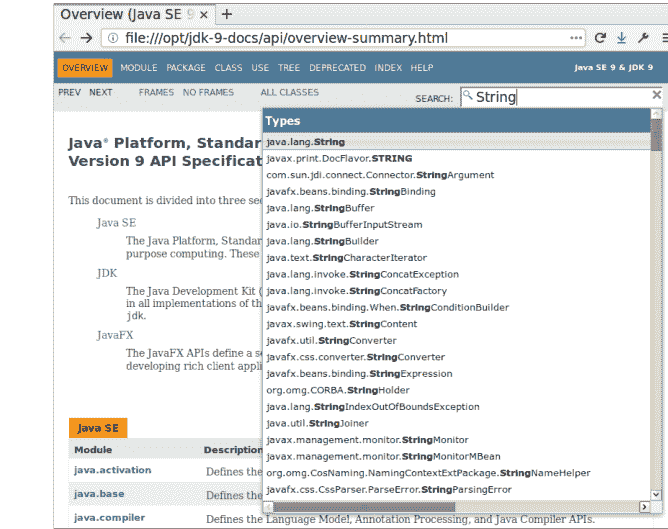 Overview (Java SE 9 × +
file:///opt/jdk-9-docs/api/overview-summary.html
OVERVIEW MODULE PACKAGE CLASS USE TREE DEPRECATED INDEX HELP Java SE 9 & JDK 9
PREV NEXT FRAMES NO FRAMES ALL CLASSES SEARCH: String
Types
java.lang.String
javax.print.DocFlavor.STRING
com.sun.jdi.connect.Connector.StringArgument
javafx.beans.binding.StringBinding
java.lang.StringBuffer
java.io.StringBufferInputStream
java.lang.StringBuilder
java.text.StringCharacterIterator
java.lang.invoke.StringConcatException
java.lang.invoke.StringConcatFactory
javafx.beans.binding.When.StringConditionBuilder
javax.swing.text.StringContent
javafx.util.StringConverter
javafx.css.converter.StringConverter
javafx.beans.binding.StringExpression
org.omg.CORBA.StringHolder
java.lang.StringIndexOutOfBoundsException
java.util.StringJoiner
javax.management.monitor.StringMonitor
javax.management.monitor.StringMonitorMBean
org.omg.CosNaming.NamingContextExtPackage.StringNameHelper
javafx.css.CssParser.ParseError.StringParsingError
Java® Platform, Standar
Version 9 API Specificat
This document is divided into three se
Java SE
The Java Platform, Standar
purpose computing. These
JDK
The Java Development Kit (
in all implementations of th
jdk.
JavaFX
The JavaFX APIs define a se
developing rich client appli
Java SE
Module Description
java.activation Defines the
java.base Defines the
java.compiler Defines the Language Model, Annotation Processing, and Java Compiler APIs.